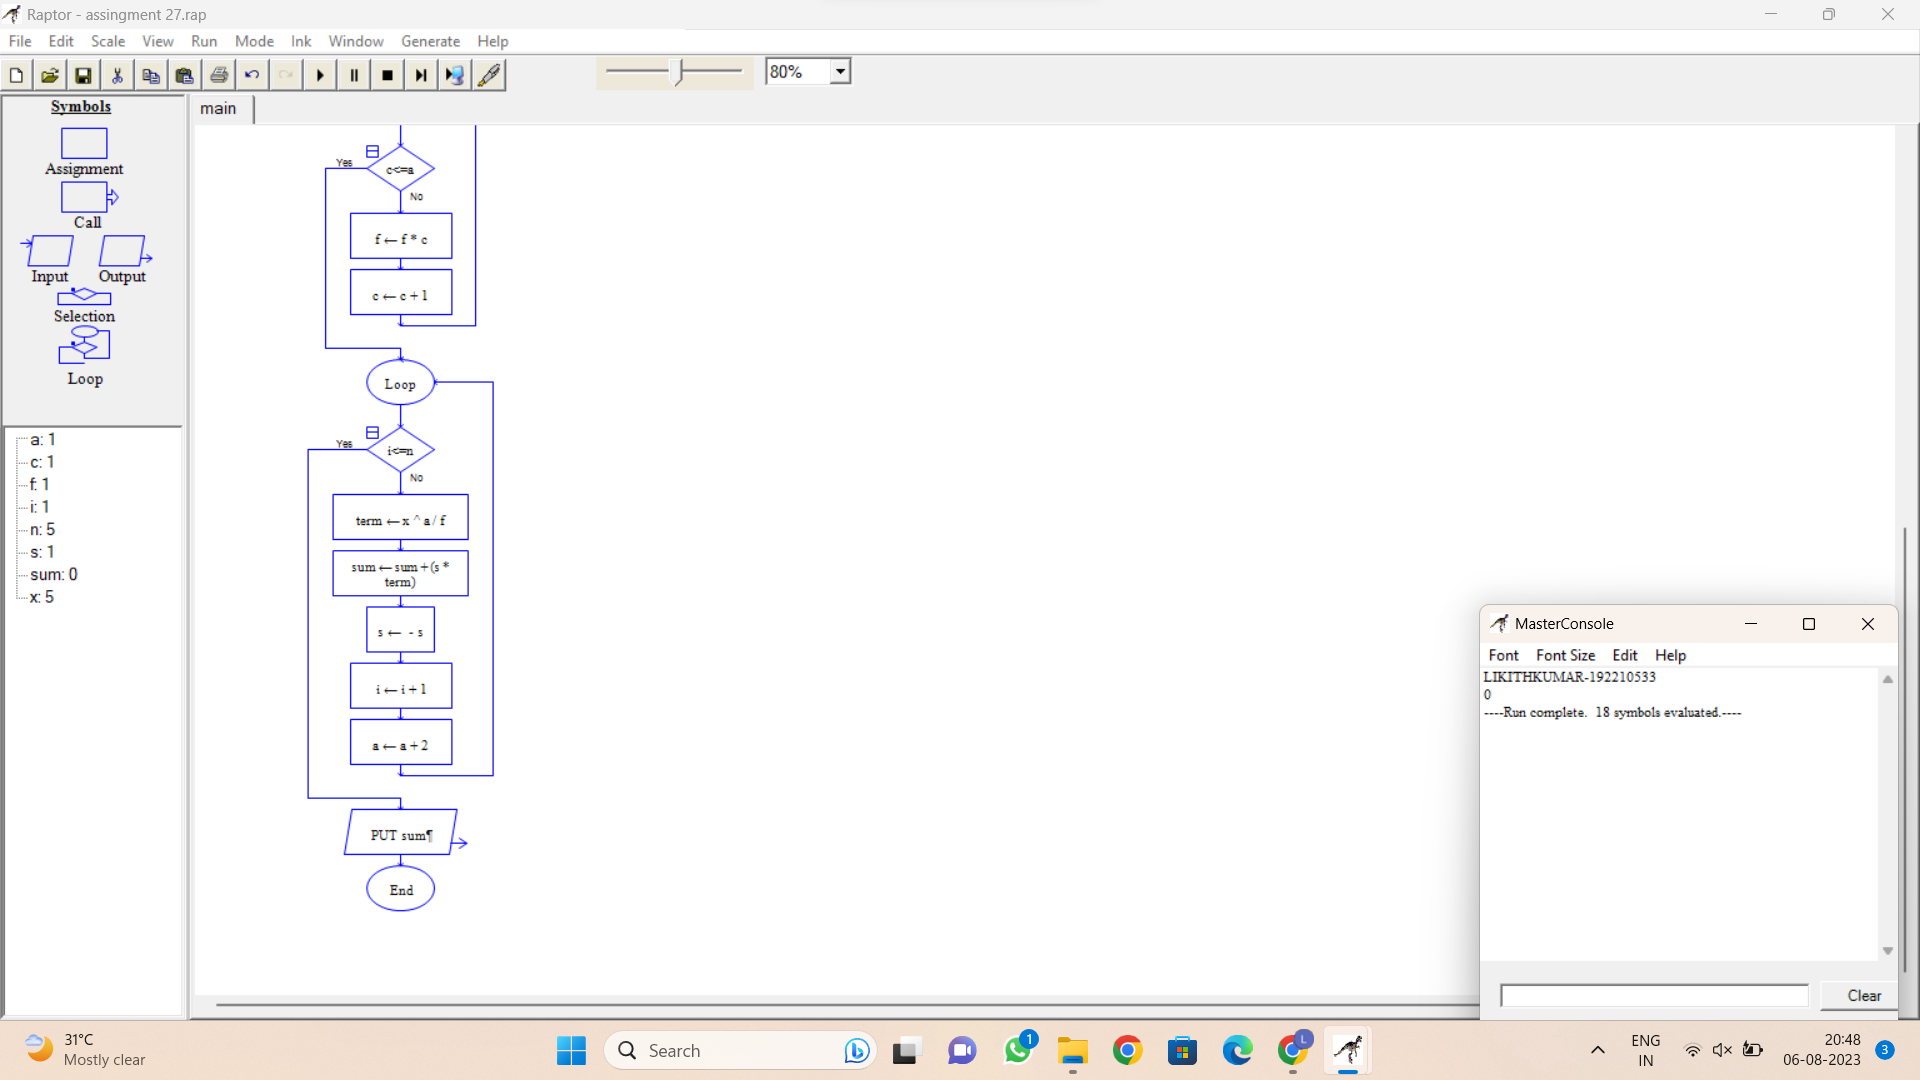 Raptor - assingment 27.rap
File Edit Scale View Run Mode Ink Window Generate Help
80%
Symbols
main
Assignment
Call
Input Output
Selection
Loop
a: 1
c: 1
f: 1
i: 1
n: 5
s: 1
sum: 0
x: 5
Yes
c<=a
No
f ← f * c
c ← c + 1
Loop
Yes
i<=n
No
term ← x ^ a / f
sum ← sum + (s *
term)
s ← - s
i ← i + 1
a ← a + 2
PUT sum¶
End
MasterConsole
Font Font Size Edit Help
LIKITHKUMAR-192210533
0
----Run complete. 18 symbols evaluated.----
Clear
31°C
Mostly clear
Search
1
L
ENG
IN
20:48
06-08-2023
3